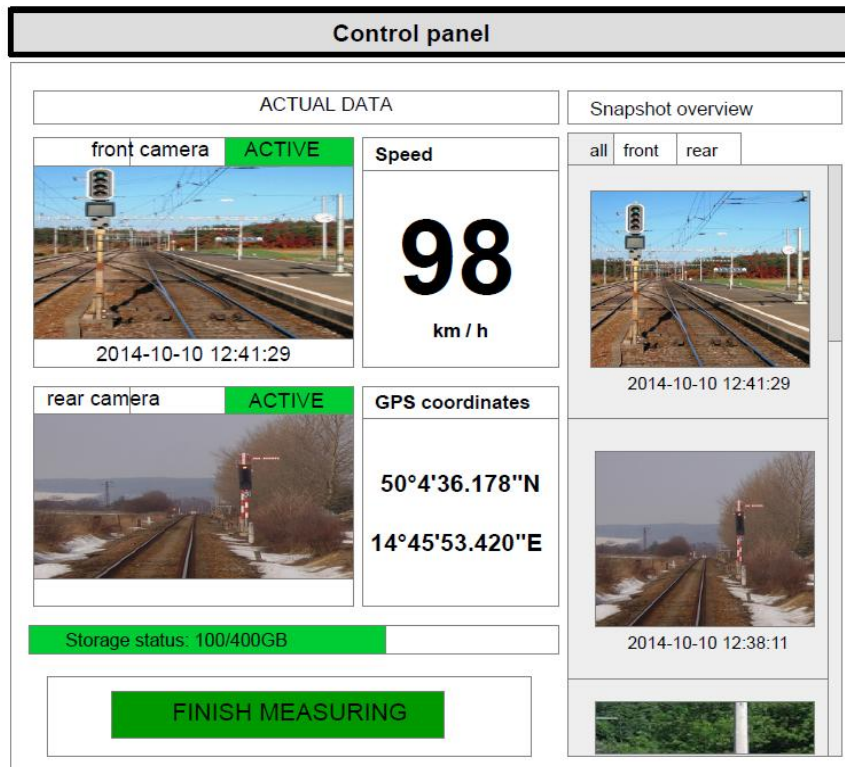 Control panel
ACTUAL DATA
Snapshot overview
front camera
ACTIVE
Speed
all
front
rear
98
km / h
2014-10-10 12:41:29
2014-10-10 12:41:29
rear camera
ACTIVE
GPS coordinates
50°4'36.178"N
14°45'53.420"E
Storage status: 100/400GB
2014-10-10 12:38:11
FINISH MEASURING